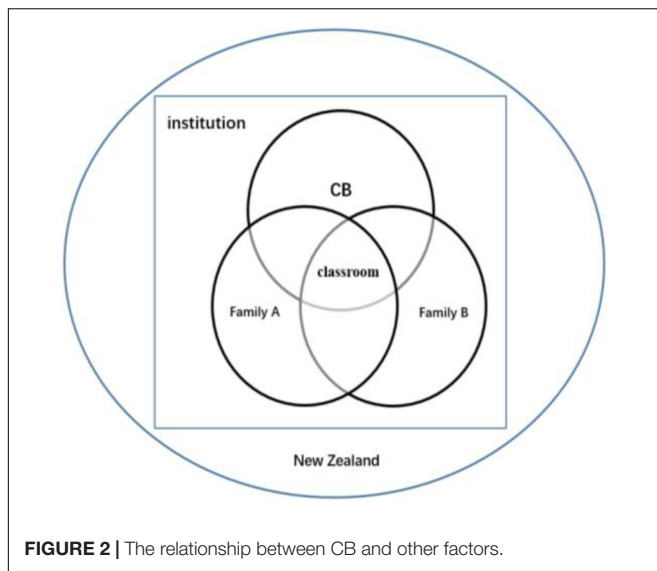 institution
CB
classroom
Family A
Family B
New Zealand
FIGURE 2 | The relationship between CB and other factors.